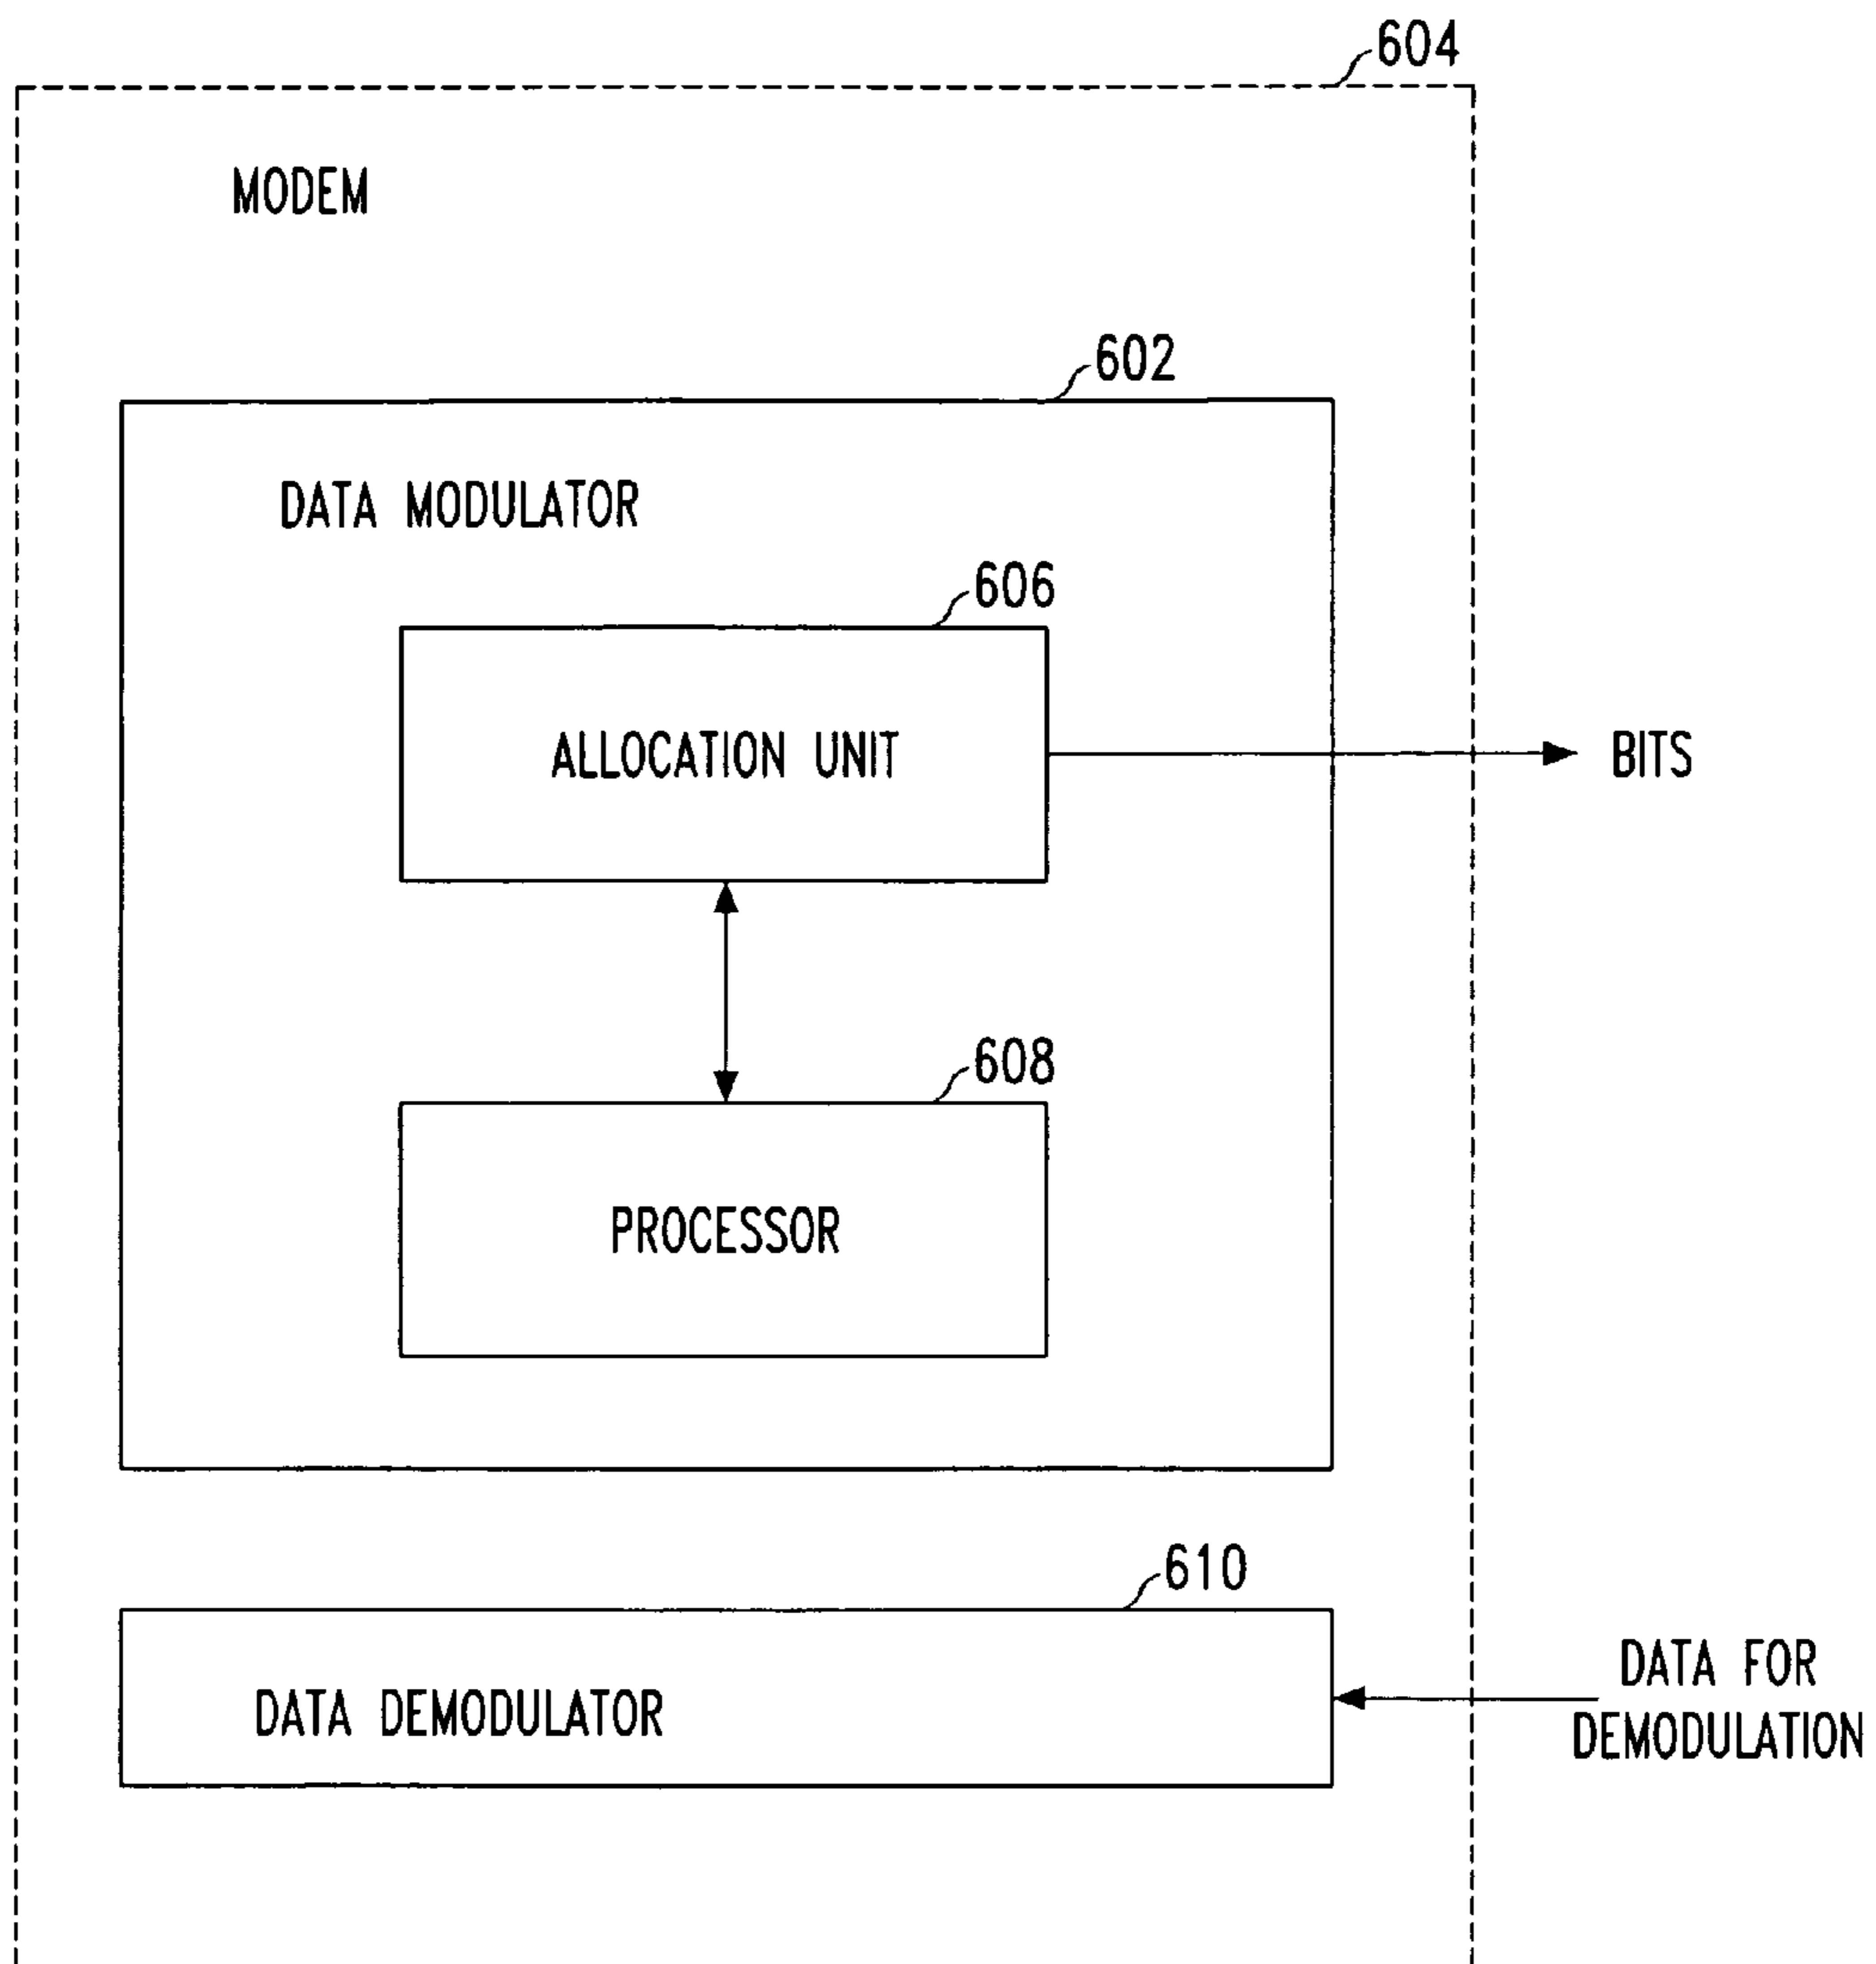 604
MODEM
602
DATA MODULATOR
606
ALLOCATION UNIT
BITS
608
PROCESSOR
610
DATA DEMODULATOR
DATA FOR
DEMODULATION